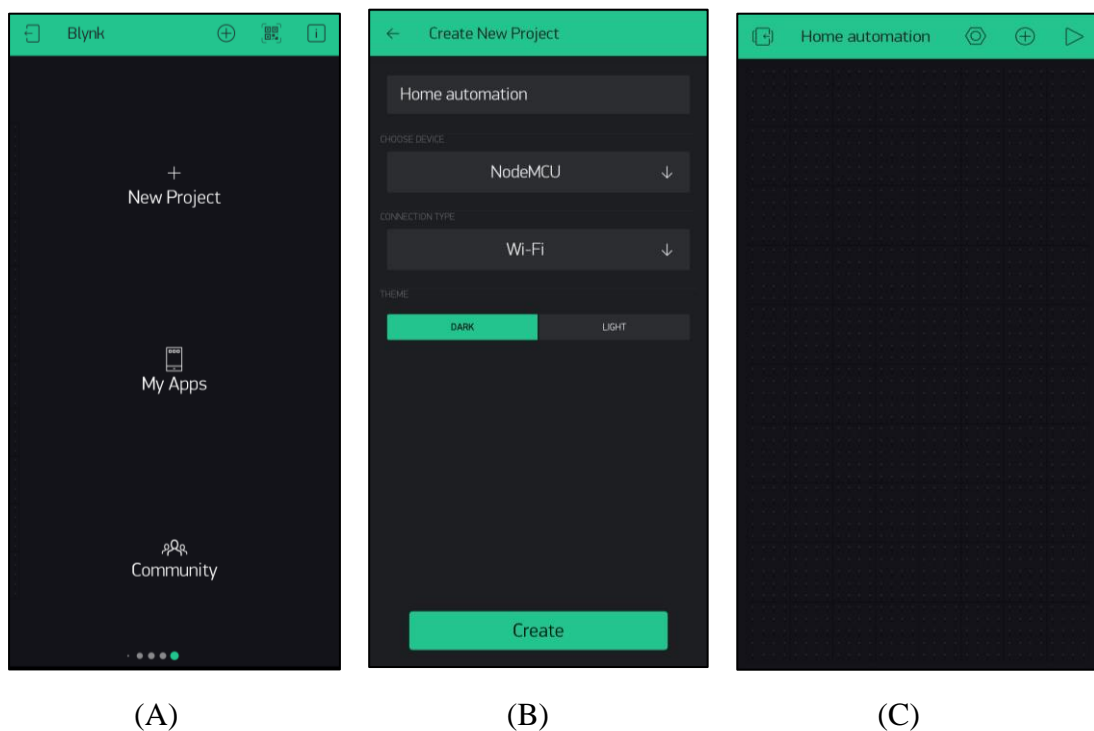 Blynk
New Project
My Apps
Community
(A)
Create New Project
Home automation
CHOOSE DEVICE
NodeMCU
CONNECTION TYPE
Wi-Fi
THEME
DARK LIGHT
Create
(B)
Home automation
(C)